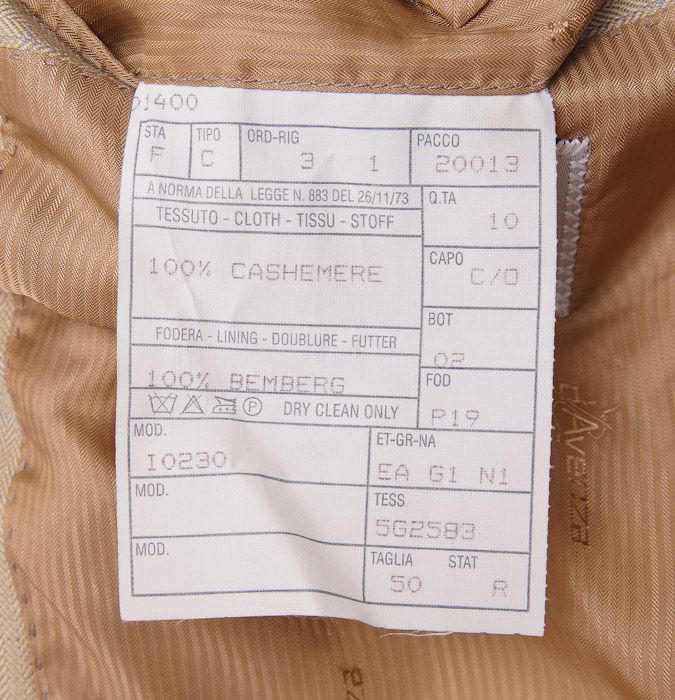 01400
STA TIPO ORD-RIG PACCO
F C 3 1 20013
A NORMA DELLA LEGGE N. 883 DEL 26/11/73
Q.TA
TESSUTO - CLOTH - TISSU - STOFF
10
CAPO
100% CASHEMERE
C/O
BOT
FODERA - LINING - DOUBLURE - FUTTER
02
FOD
100% BEMBERG
P19
P DRY CLEAN ONLY
MOD.
ET-GR-NA
I0230
EA G1 N1
MOD.
TESS
5G2583
MOD.
TAGLIA STAT
50 R
d'Avenza